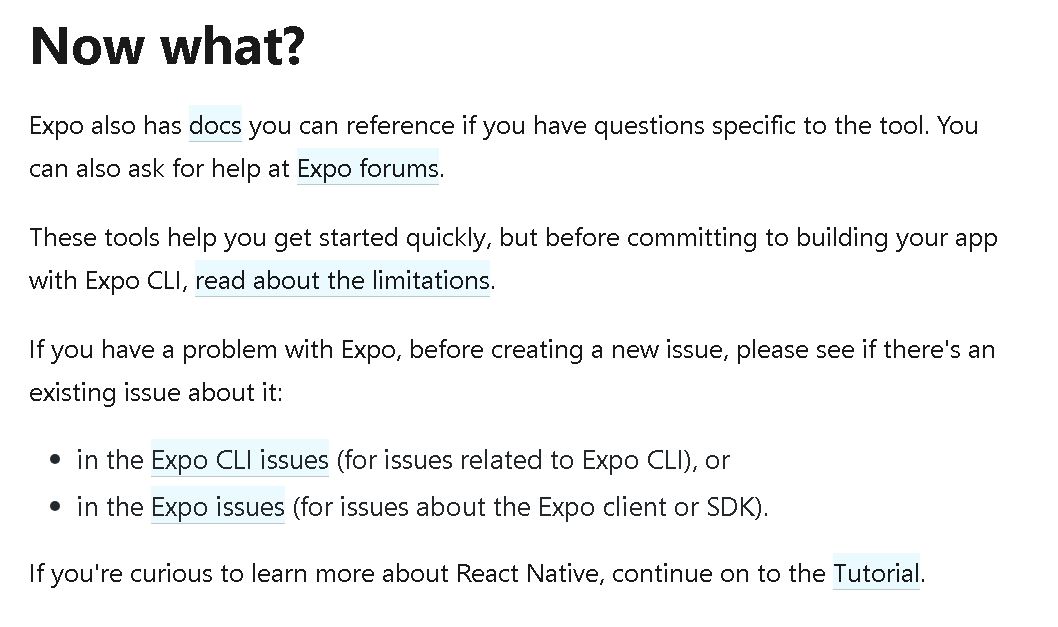 Now what?
Expo also has docs you can reference if you have questions specific to the tool. You
can also ask for help at Expo forums.
These tools help you get started quickly, but before committing to building your app
with Expo CLI, read about the limitations.
If you have a problem with Expo, before creating a new issue, please see if there's an
existing issue about it:
• in the Expo CLI issues (for issues related to Expo CLI), or
• in the Expo issues (for issues about the Expo client or SDK).
If you're curious to learn more about React Native, continue on to the Tutorial.